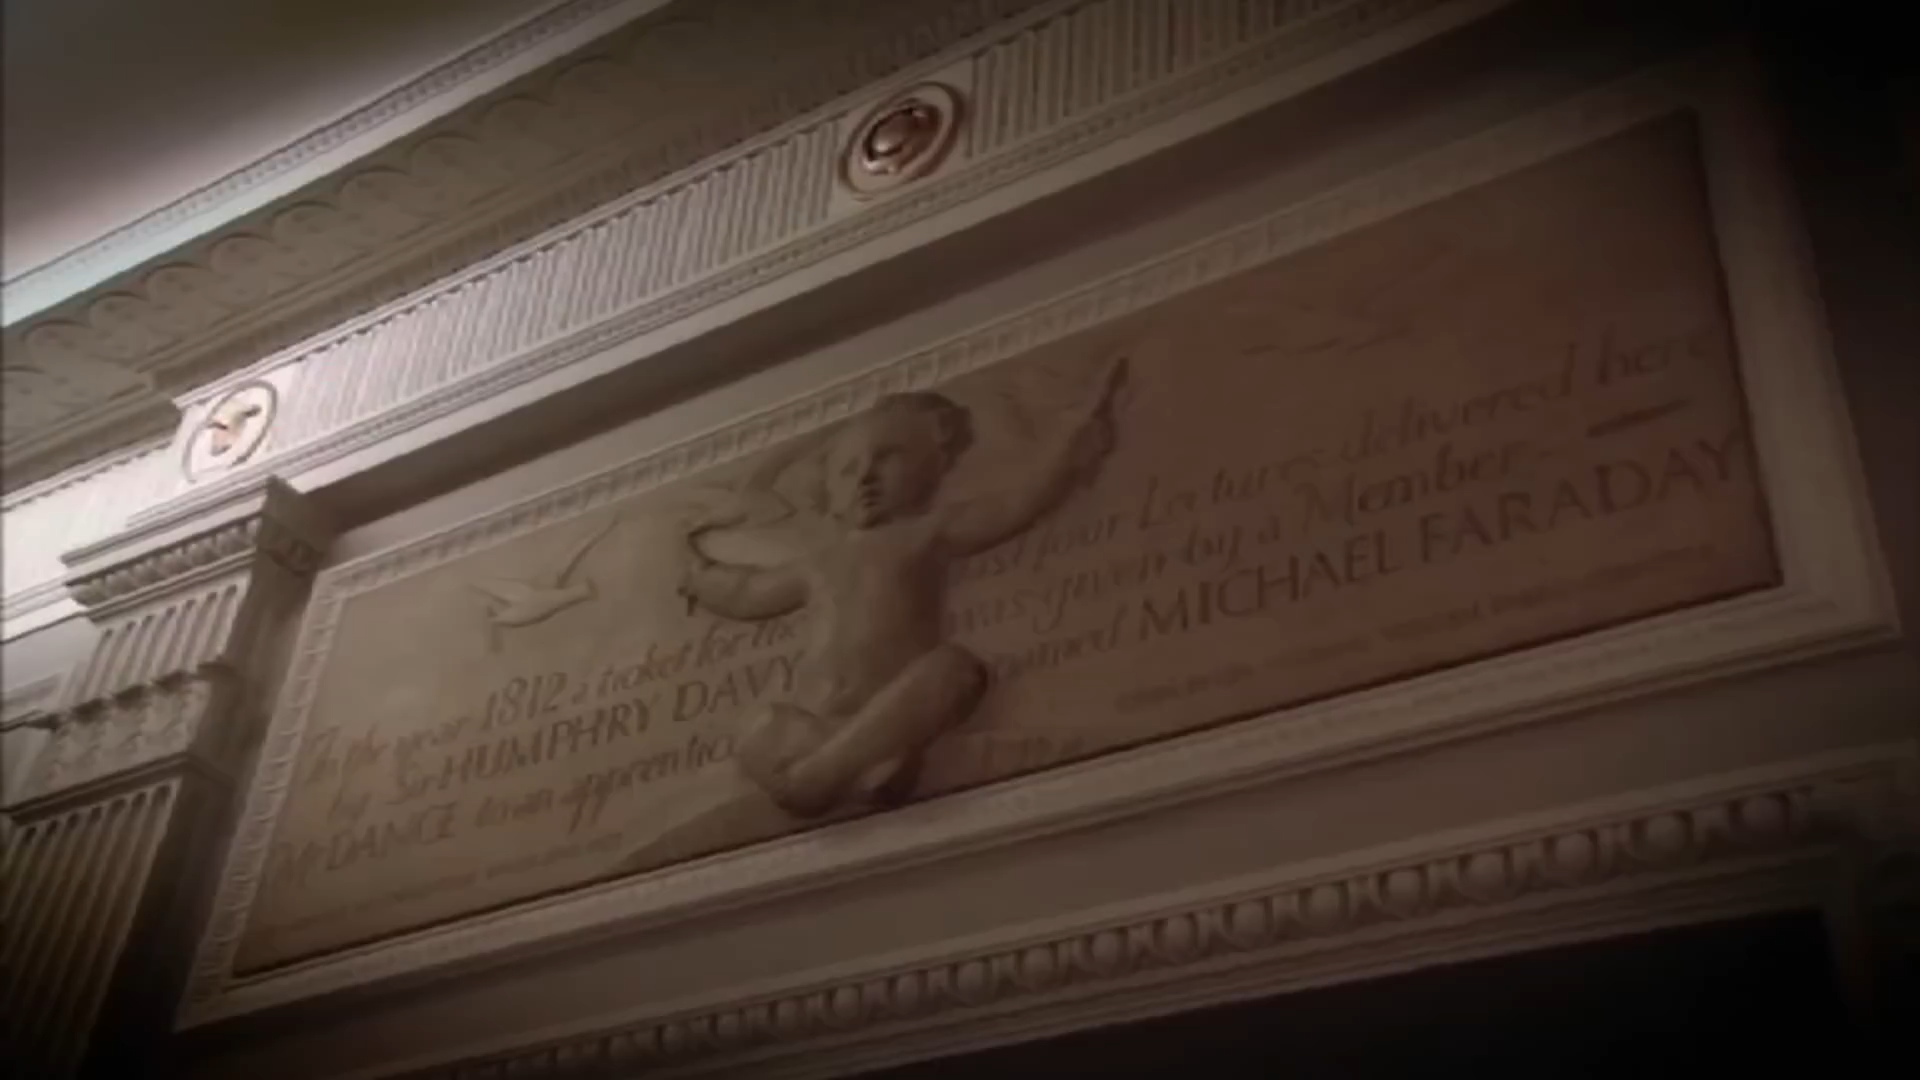 In the year 1812 a ticket for the
by Sir HUMPHRY DAVY
Mr DANCE to an apprentice
last four Lectures delivered here
was given by a Member
named MICHAEL FARADAY